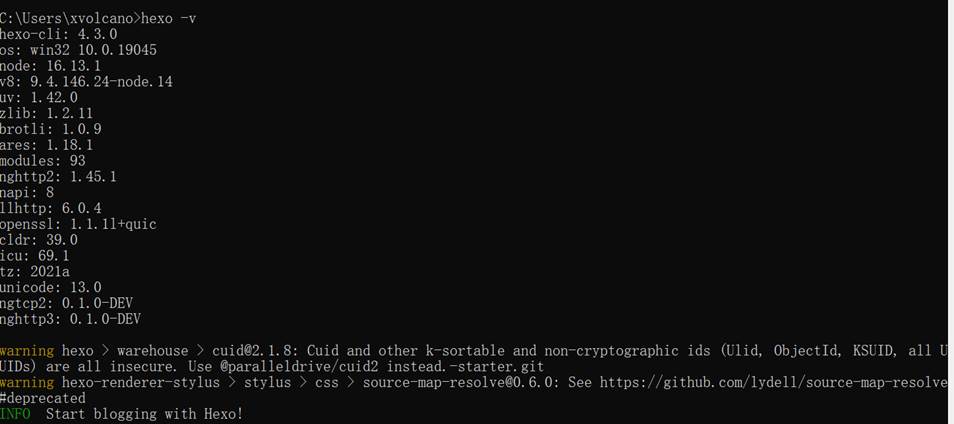 C:\Users\xvolcano>hexo -v
hexo-cli: 4.3.0
os: win32 10.0.19045
node: 16.13.1
v8: 9.4.146.24-node.14
uv: 1.42.0
zlib: 1.2.11
brotli: 1.0.9
ares: 1.18.1
modules: 93
nghttp2: 1.45.1
napi: 8
llhttp: 6.0.4
openssl: 1.1.1l+quic
cldr: 39.0
icu: 69.1
tz: 2021a
unicode: 13.0
ngtcp2: 0.1.0-DEV
nghttp3: 0.1.0-DEV
warning hexo > warehouse > cuid@2.1.8: Cuid and other k-sortable and non-cryptographic ids (Ulid, ObjectId, KSUID, all U
UIDs) are all insecure. Use @paralleldrive/cuid2 instead.-starter.git
warning hexo-renderer-stylus > stylus > css > source-map-resolve@0.6.0: See https://github.com/lydell/source-map-resolve
#deprecated
INFO  Start blogging with Hexo!